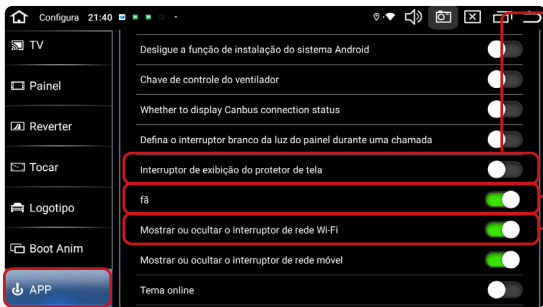 Configura 21:40
TV
Desligue a função de instalação do sistema Android
Painel
Chave de controle do ventilador
Whether to display Canbus connection status
Reverter
Defina o interruptor branco da luz do painel durante uma chamada
Tocar
Interruptor de exibição do protetor de tela
Logotipo
fã
Mostrar ou ocultar o interruptor de rede Wi-Fi
Boot Anim
Mostrar ou ocultar o interruptor de rede móvel
APP
Tema online